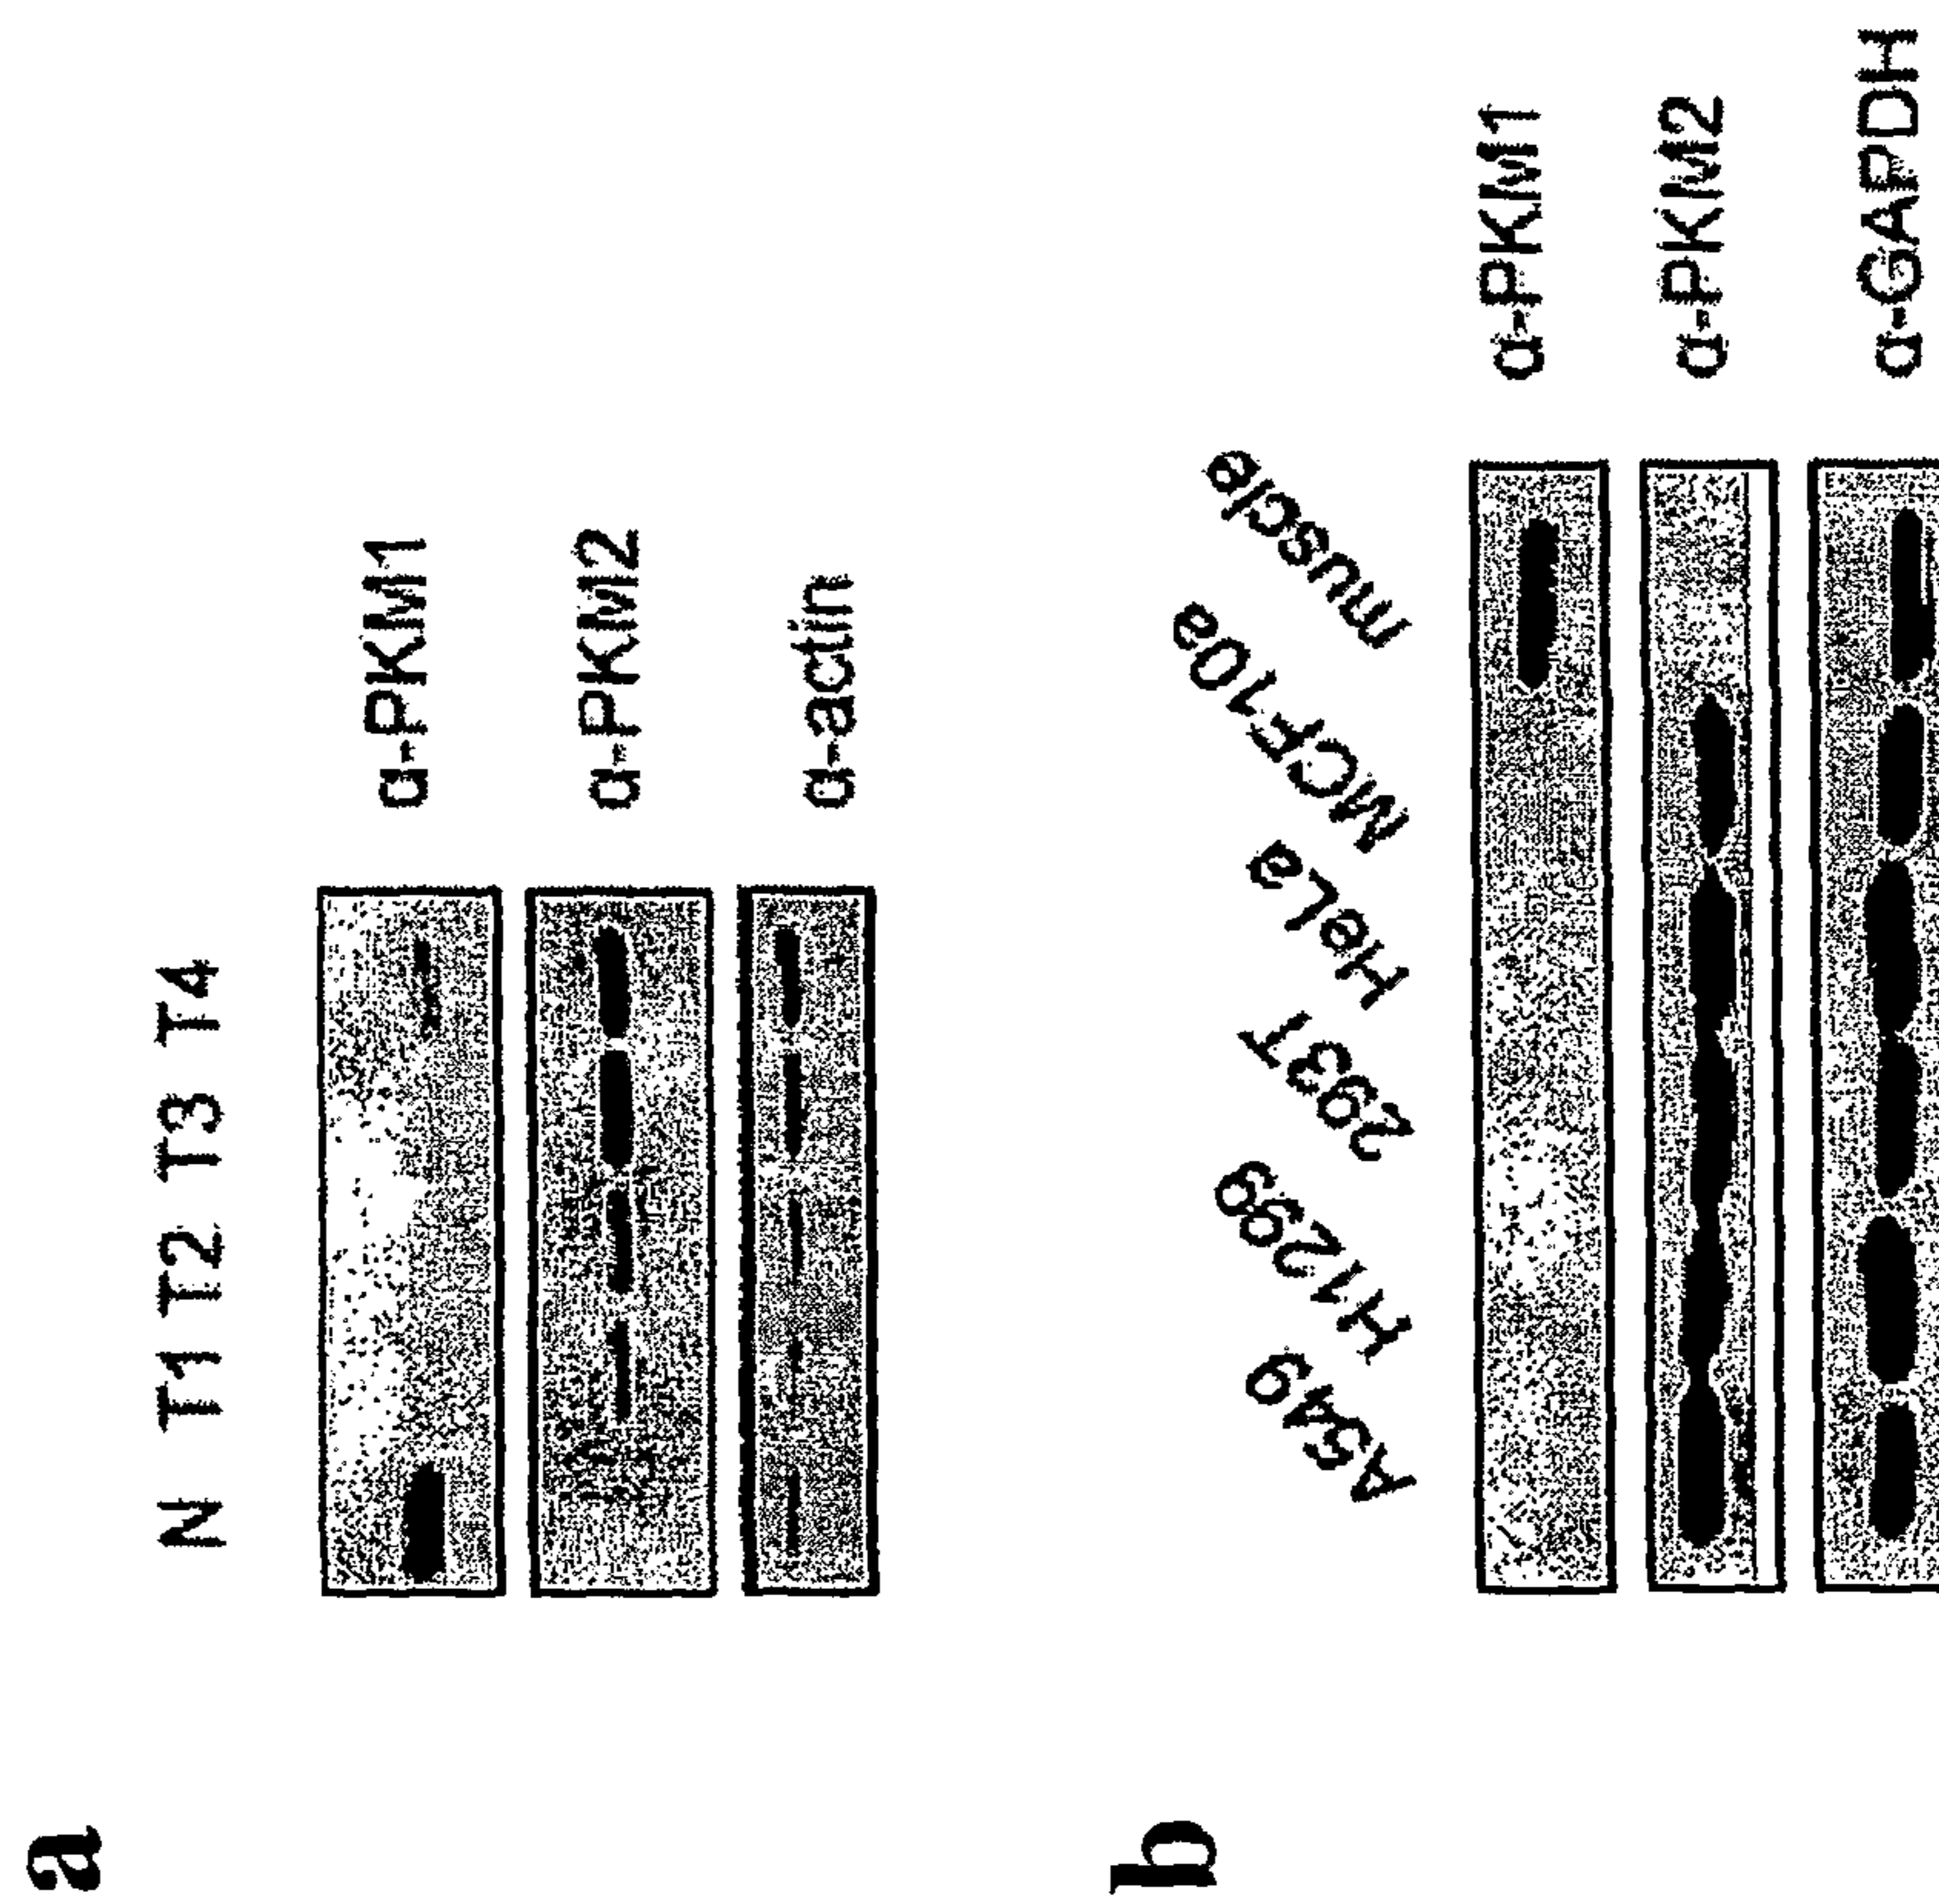 a
N T1 T2 T3 T4
α-PKM1
α-PKM2
α-actin
b
A549 H1299 293T HeLa MCF10a muscle
α-PKM1
α-PKM2
α-GAPDH